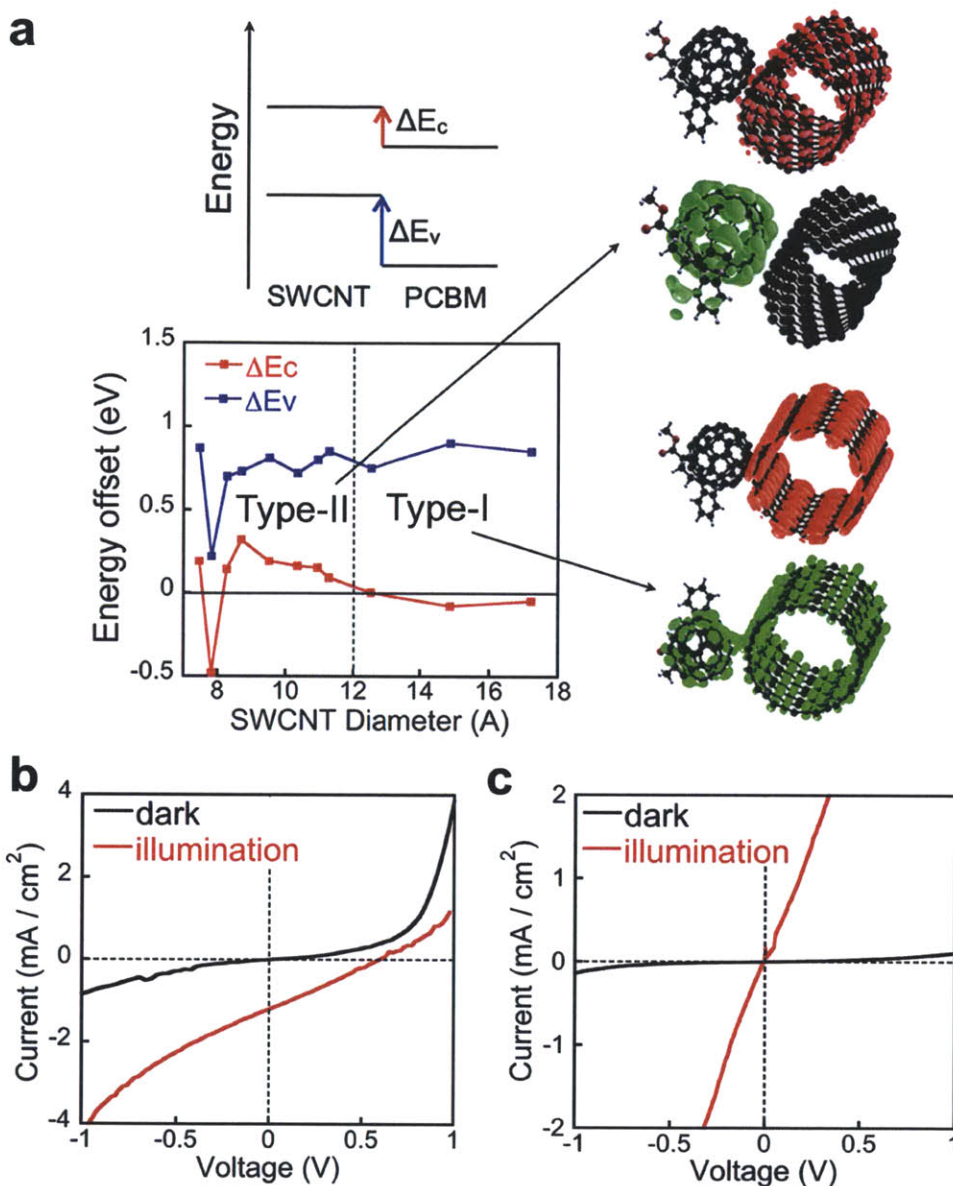 a
Energy
ΔEc
ΔEv
SWCNT PCBM
1.5
1
0.5
0
-0.5
Energy offset (eV)
ΔEc
ΔEv
Type-II Type-I
8 10 12 14 16 18
SWCNT Diameter (A)
b
4
2
0
-2
-4
Current (mA / cm²)
dark
illumination
-1 -0.5 0 0.5 1
Voltage (V)
c
2
1
0
-1
-2
Current (mA / cm²)
dark
illumination
-1 -0.5 0 0.5 1
Voltage (V)